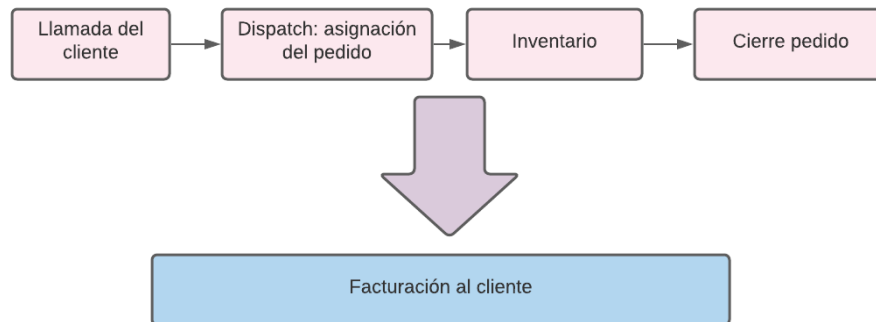 Llamada del
cliente
Dispatch: asignación
del pedido
Inventario
Cierre pedido
Facturación al cliente